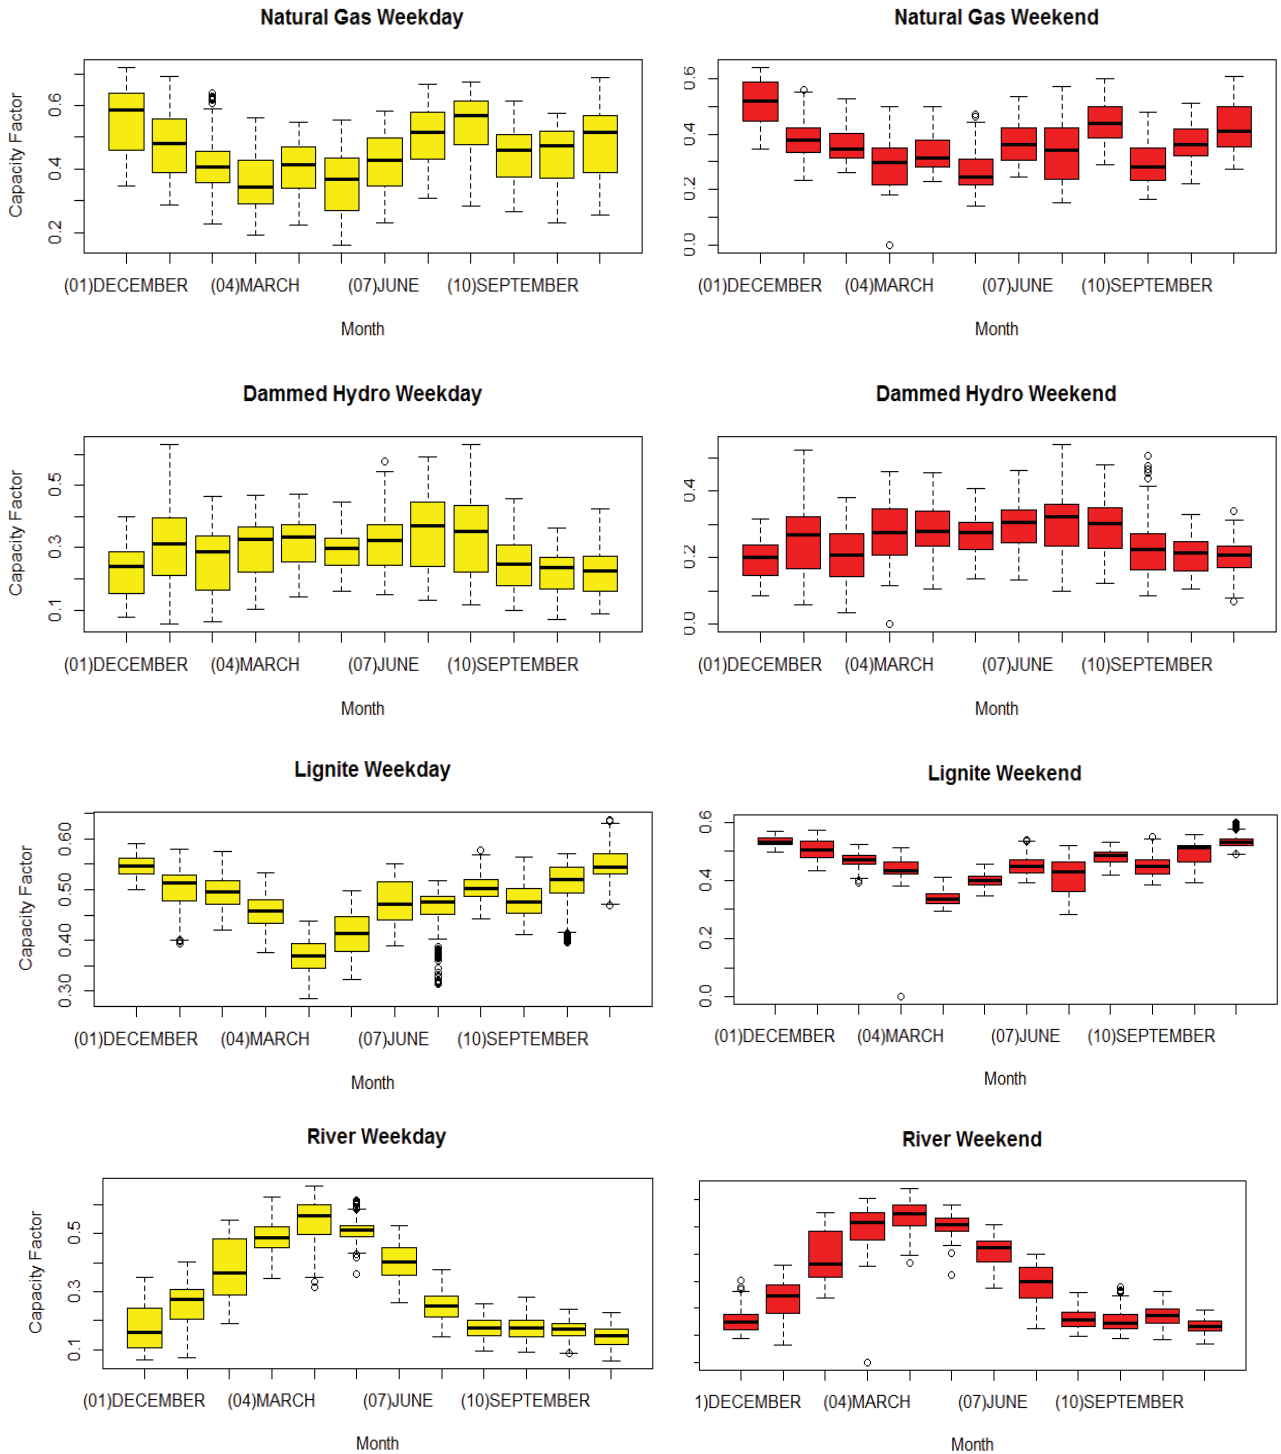 Natural Gas Weekday
Natural Gas Weekend
Capacity Factor
0.6
0.4
0.2
0.6
0.4
0.2
0.0
(01)DECEMBER (04)MARCH (07)JUNE (10)SEPTEMBER
(01)DECEMBER (04)MARCH (07)JUNE (10)SEPTEMBER
Month
Month
Dammed Hydro Weekday
Dammed Hydro Weekend
Capacity Factor
0.5
0.3
0.1
0.4
0.2
0.0
(01)DECEMBER (04)MARCH (07)JUNE (10)SEPTEMBER
(01)DECEMBER (04)MARCH (07)JUNE (10)SEPTEMBER
Month
Month
Lignite Weekday
Lignite Weekend
Capacity Factor
0.60
0.50
0.40
0.30
0.6
0.4
0.2
0.0
(01)DECEMBER (04)MARCH (07)JUNE (10)SEPTEMBER
(01)DECEMBER (04)MARCH (07)JUNE (10)SEPTEMBER
Month
Month
River Weekday
River Weekend
Capacity Factor
0.5
0.3
0.1
(01)DECEMBER (04)MARCH (07)JUNE (10)SEPTEMBER
1)DECEMBER (04)MARCH (07)JUNE (10)SEPTEMBER
Month
Month